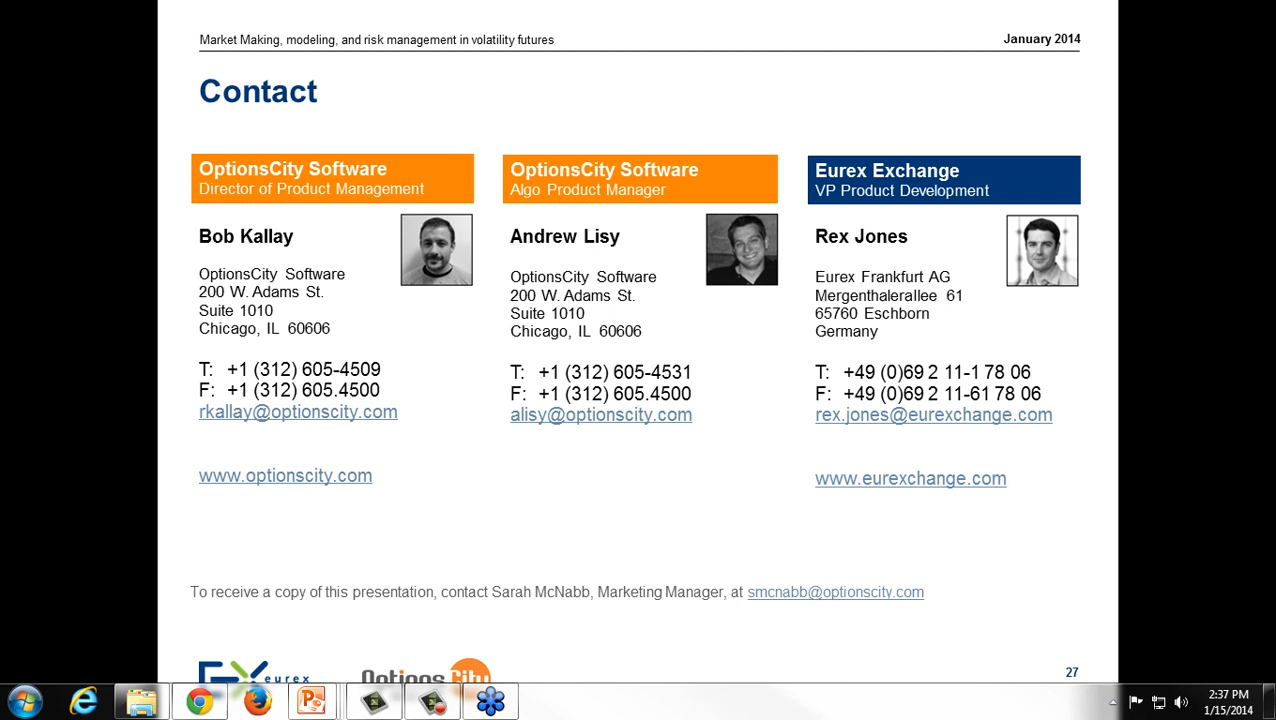 Market Making, modeling, and risk management in volatility futures
January 2014
Contact
OptionsCity Software
Director of Product Management
Bob Kallay
OptionsCity Software
200 W. Adams St.
Suite 1010
Chicago, IL 60606
T: +1 (312) 605-4509
F: +1 (312) 605.4500
rkallay@optionscity.com
www.optionscity.com
OptionsCity Software
Algo Product Manager
Andrew Lisy
OptionsCity Software
200 W. Adams St.
Suite 1010
Chicago, IL 60606
T: +1 (312) 605-4531
F: +1 (312) 605.4500
alisy@optionscity.com
Eurex Exchange
VP Product Development
Rex Jones
Eurex Frankfurt AG
Mergenthalerallee 61
65760 Eschborn
Germany
T: +49 (0)69 2 11-1 78 06
F: +49 (0)69 2 11-61 78 06
rex.jones@eurexchange.com
www.eurexchange.com
To receive a copy of this presentation, contact Sarah McNabb, Marketing Manager, at smcnabb@optionscity.com
eurex
OptionsCity
27
2:37 PM
1/15/2014